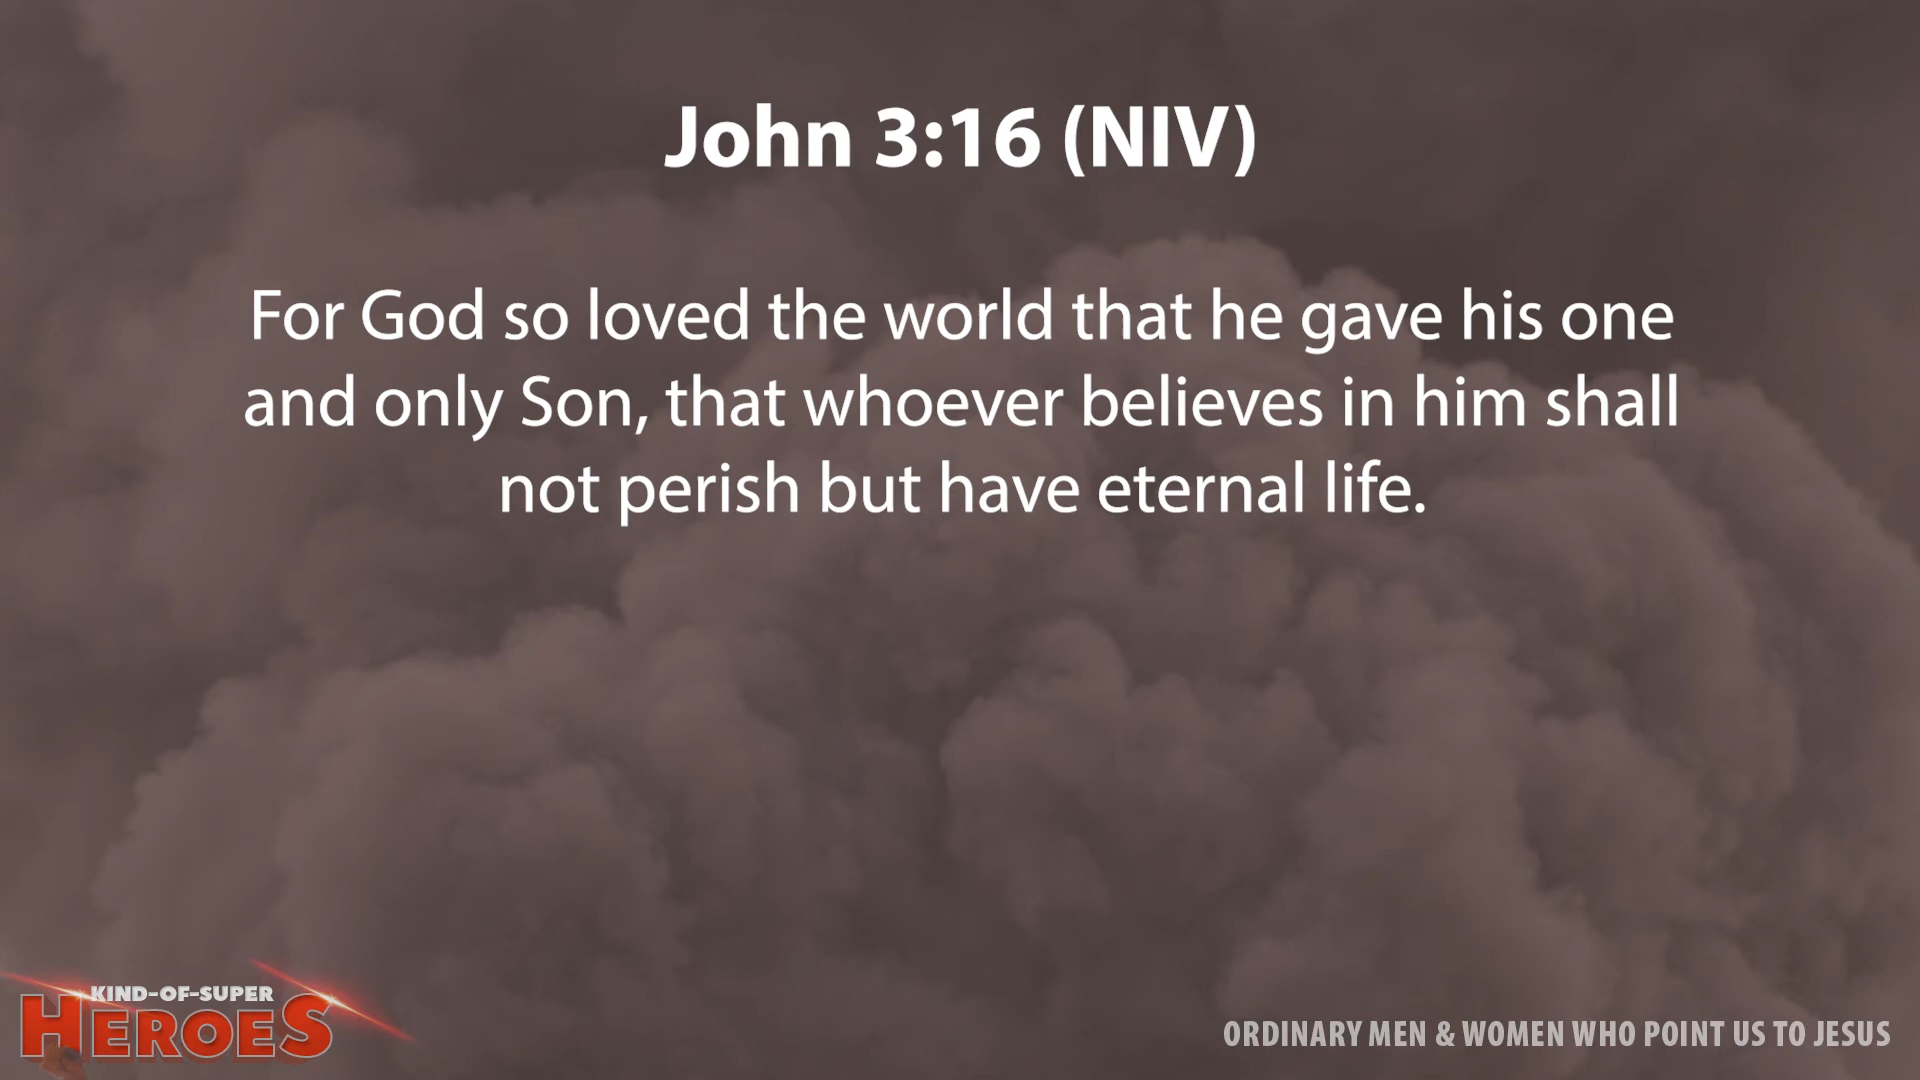 John 3:16 (NIV)
For God so loved the world that he gave his one
and only Son, that whoever believes in him shall
not perish but have eternal life.
KIND-OF-SUPER
HEROES
ORDINARY MEN & WOMEN WHO POINT US TO JESUS